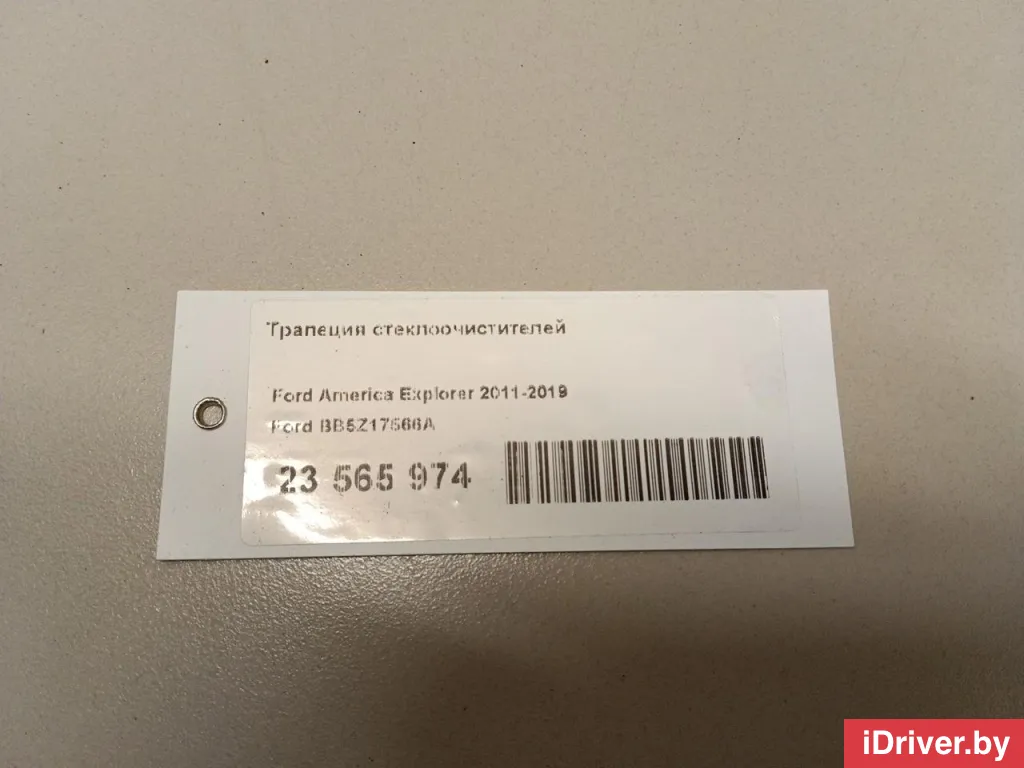 Трапеция стеклоочистителей
Ford America Explorer 2011-2019
Ford BB5Z17566A
23 565 974
iDriver.by